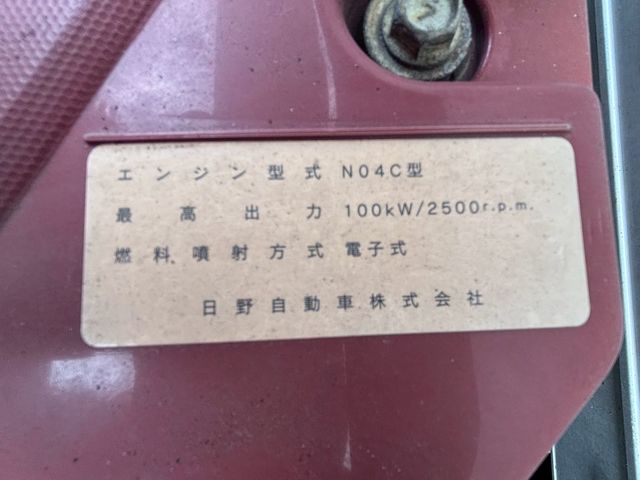 エンジン型式 N04C型
最高出力 100kW/2500r.p.m.
燃料噴射方式 電子式
日野自動車株式会社